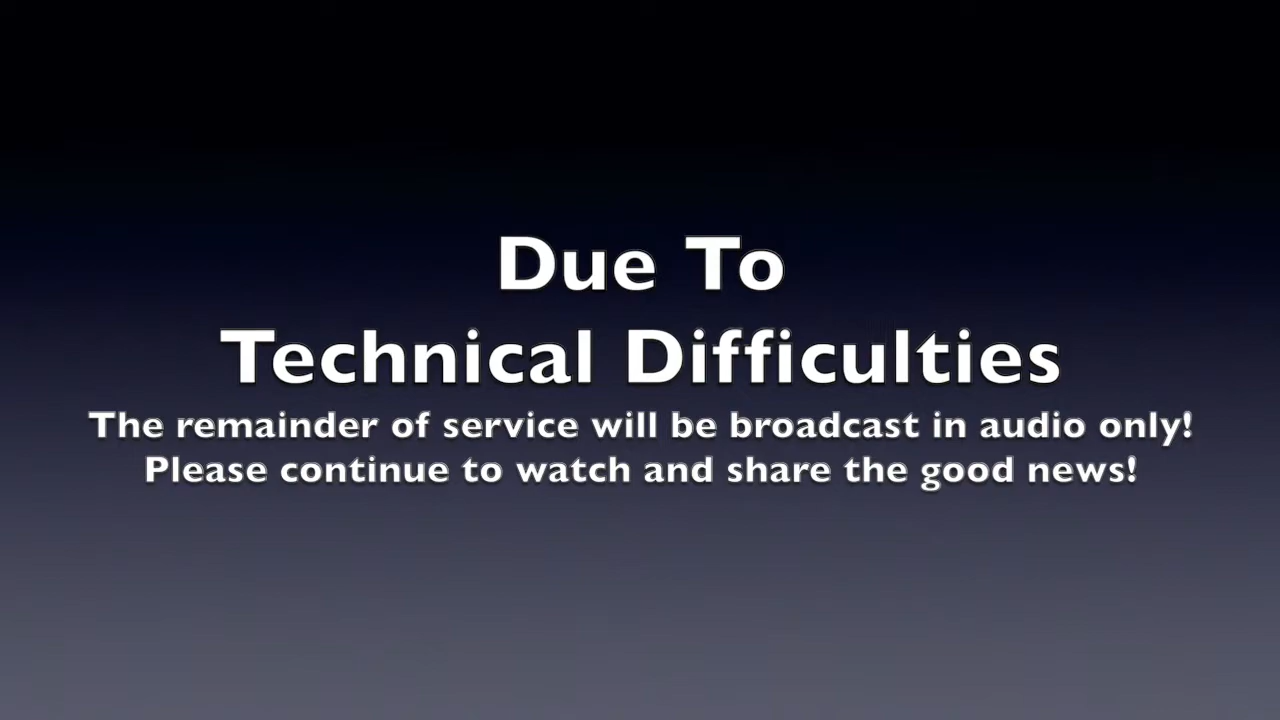 Due To
Technical Difficulties
The remainder of service will be broadcast in audio only!
Please continue to watch and share the good news!